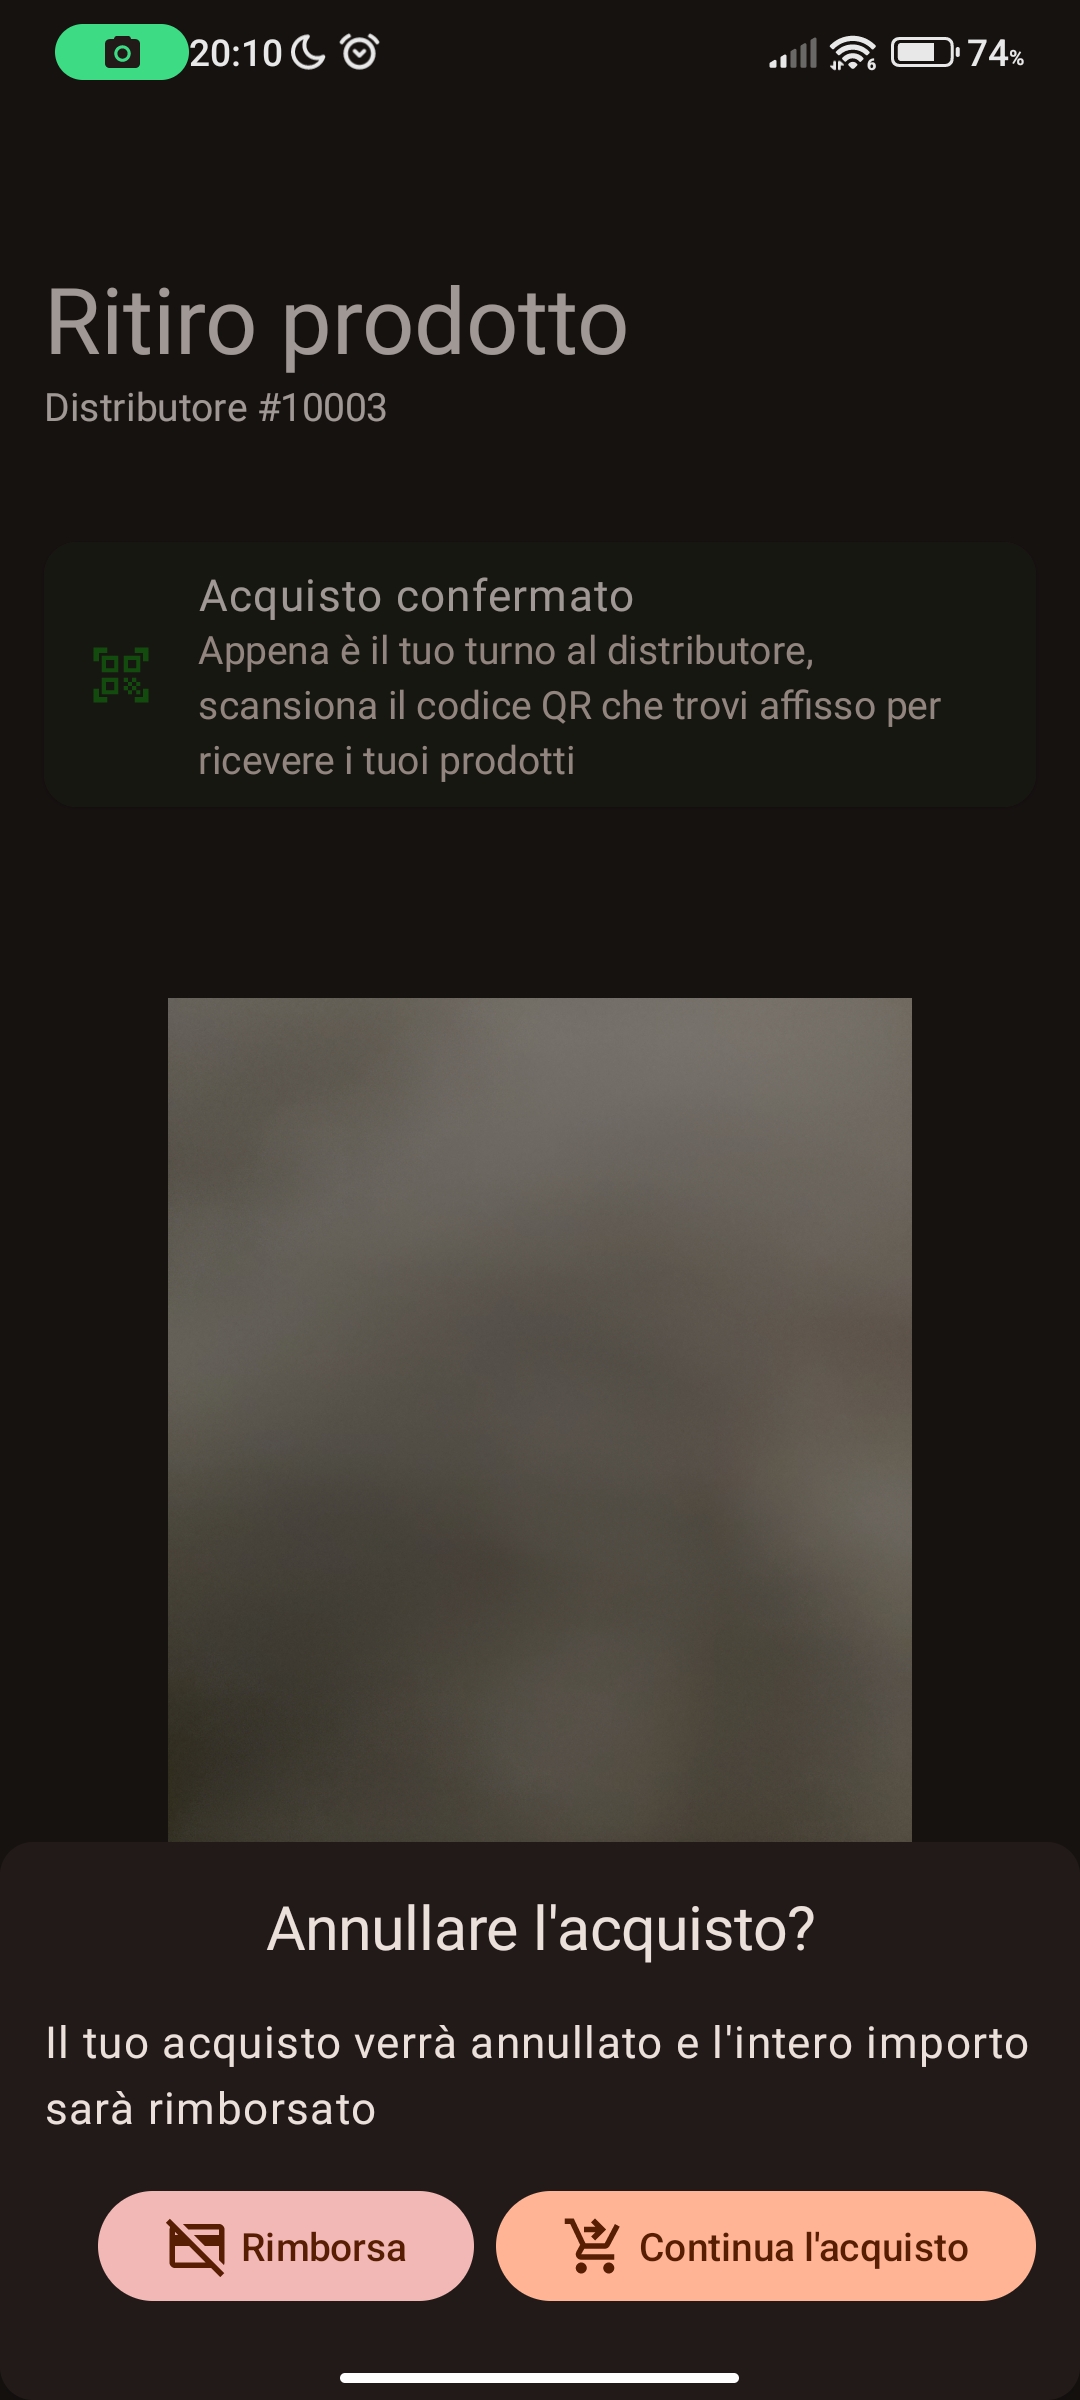 20:10 6 74%
Ritiro prodotto
Distributore #10003
Acquisto confermato
Appena è il tuo turno al distributore,
scansiona il codice QR che trovi affisso per
ricevere i tuoi prodotti
Annullare l'acquisto?
Il tuo acquisto verrà annullato e l'intero importo
sarà rimborsato
Rimborsa Continua l'acquisto